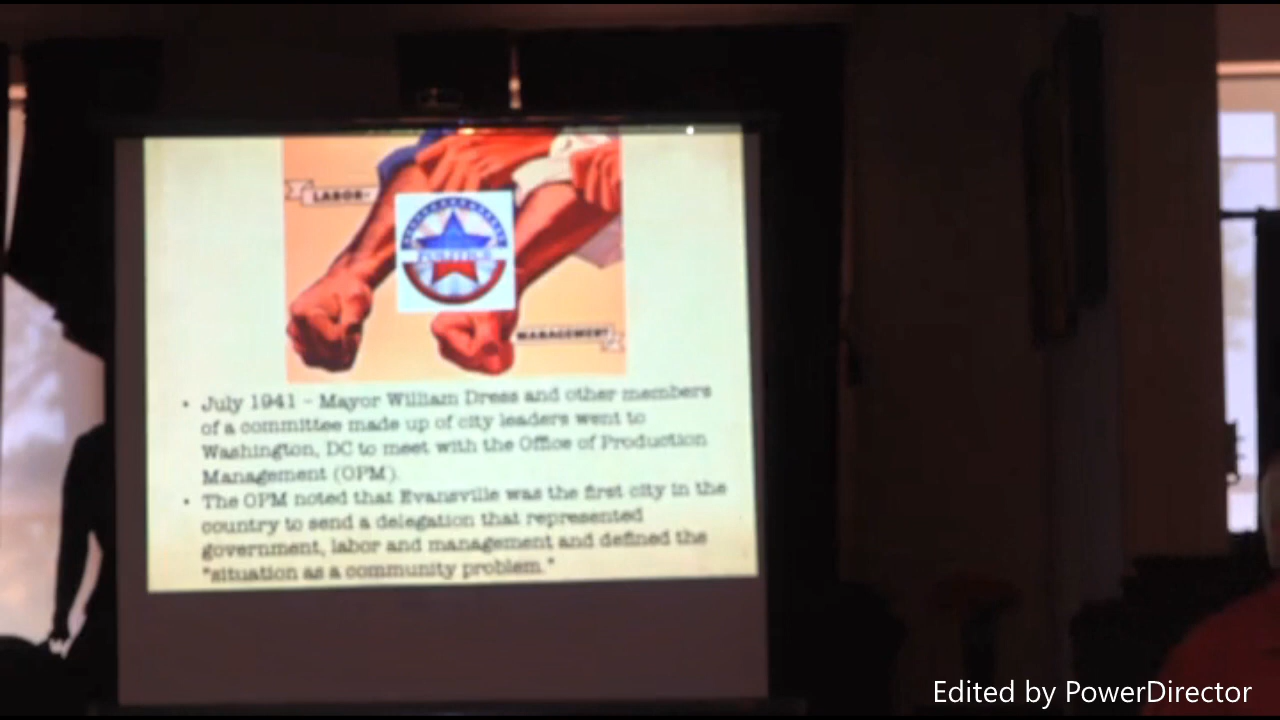 LABOR-
POLITICS
MANAGEMENT
• July 1941 – Mayor William Dress and other members
of a committee made up of city leaders went to
Washington, DC to meet with the Office of Production
Management (OPM).
• The OPM noted that Evansville was the first city in the
country to send a delegation that represented
government, labor and management and defined the
"situation as a community problem."
Edited by PowerDirector